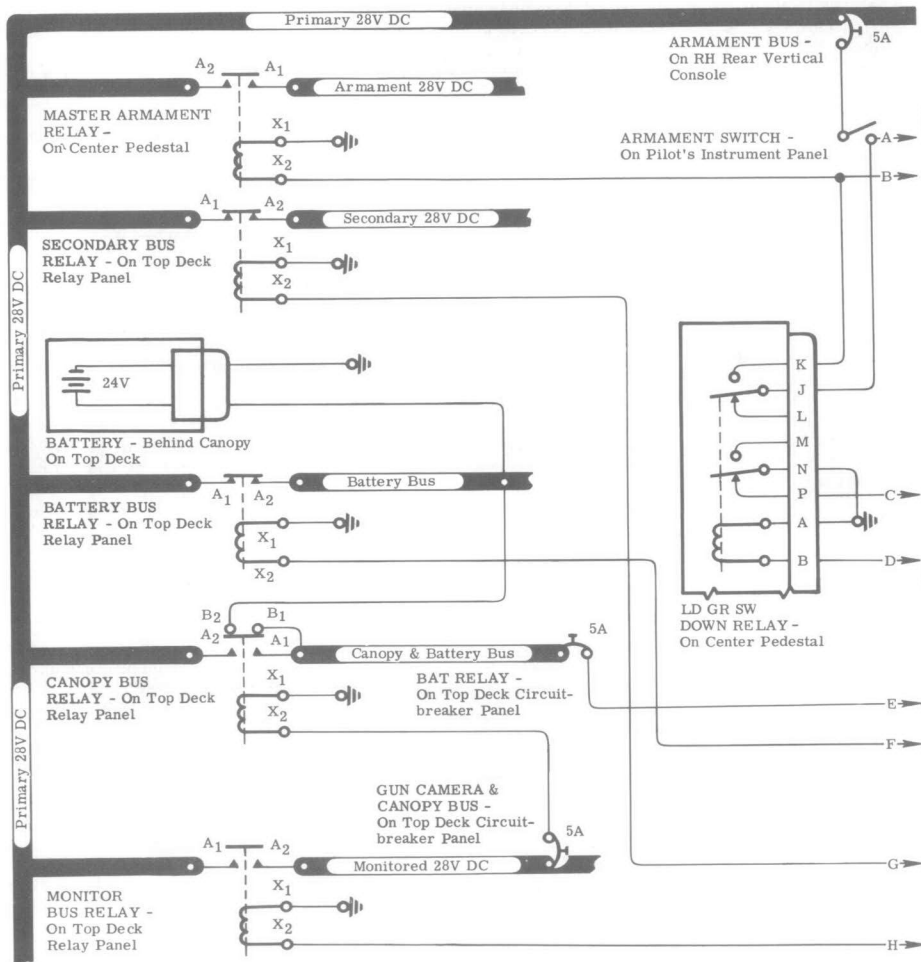 Primary 28V DC
5A
ARMAMENT BUS -
On RH Rear Vertical
Console
A2 A1
Armament 28V DC
MASTER ARMAMENT
RELAY -
On Center Pedestal
X1
X2
ARMAMENT SWITCH -
On Pilot's Instrument Panel
A
B
A1 A2
Secondary 28V DC
SECONDARY BUS
RELAY - On Top Deck
Relay Panel
X1
X2
Primary 28V DC
24V
BATTERY - Behind Canopy
On Top Deck
K
J
L
M
N
P
A
B
C
D
LD GR SW
DOWN RELAY -
On Center Pedestal
A1 A2
Battery Bus
BATTERY BUS
RELAY - On Top Deck
Relay Panel
X1
X2
B2 B1
A2 A1
Canopy & Battery Bus
5A
CANOPY BUS
RELAY - On Top Deck
Relay Panel
X1
X2
BAT RELAY -
On Top Deck Circuit-
breaker Panel
E
F
Primary 28V DC
GUN CAMERA &
CANOPY BUS -
On Top Deck Circuit-
breaker Panel
5A
A1 A2
Monitored 28V DC
G
MONITOR
BUS RELAY -
On Top Deck
Relay Panel
X1
X2
H